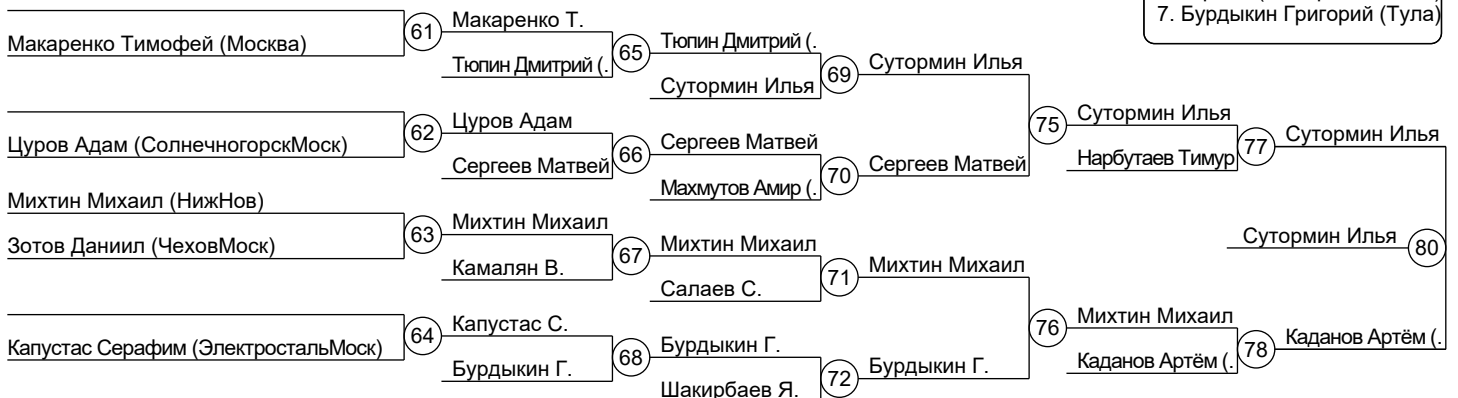 7. Бурдыкин Григорий (Тула)
61
Макаренко Т.
Макаренко Тимофей (Москва)
65
Тюпин Дмитрий (.
Тюпин Дмитрий (.
69
Сутормин Илья
Сутормин Илья
62
Цуров Адам
75
Сутормин Илья
Цуров Адам (СолнечногорскМоск)
66
Сергеев Матвей
77
Сутормин Илья
Сергеев Матвей
70
Сергеев Матвей
Нарбутаев Тимур
Махмутов Амир (.
Михтин Михаил (НижНов)
63
Михтин Михаил
Сутормин Илья
80
Зотов Даниил (ЧеховМоск)
67
Михтин Михаил
Камалян В.
71
Михтин Михаил
Салаев С.
64
Капустас С.
76
Михтин Михаил
Капустас Серафим (ЭлектростальМоск)
68
Бурдыкин Г.
78
Каданов Артём (.
Бурдыкин Г.
72
Бурдыкин Г.
Каданов Артём (.
Шакирбаев Я.